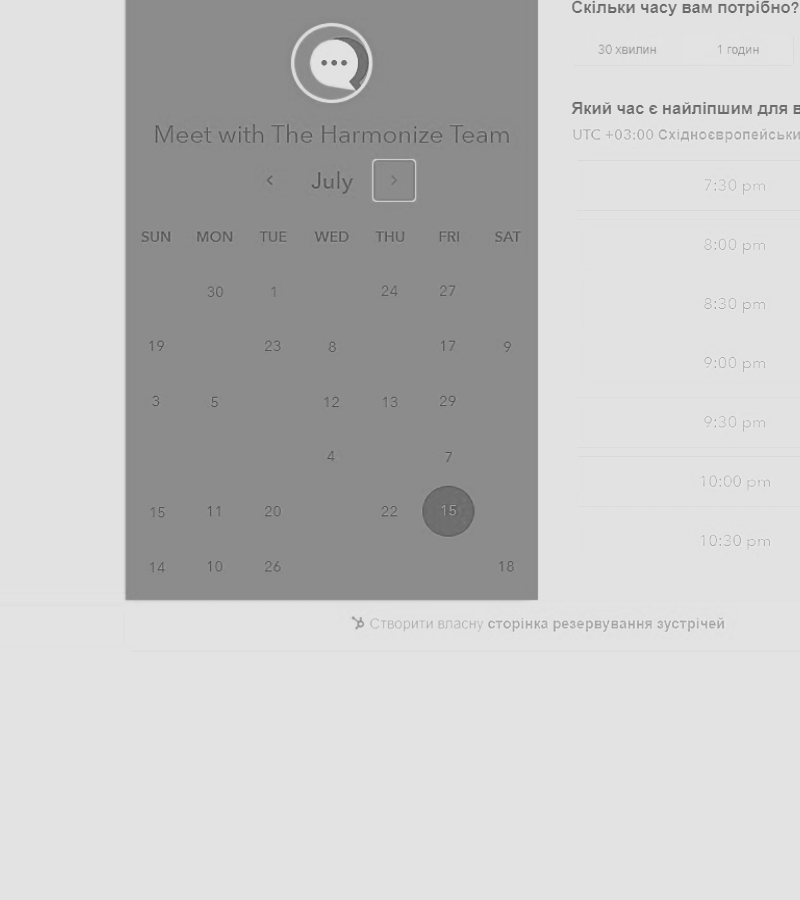 Скільки часу вам потрібно?
30 хвилин 1 годин
Meet with The Harmonize Team
July
SUN MON TUE WED THU FRI SAT
30 1 24 27
19 23 8 17 9
3 5 12 13 29
4 7
15 11 20 22 15
14 10 26 18
Який час є найліпшим для
UTC +03:00
7:30 pm
8:00 pm
8:30 pm
9:00 pm
9:30 pm
10:00 pm
10:30 pm
Створити власну сторінка резервування зустрічей